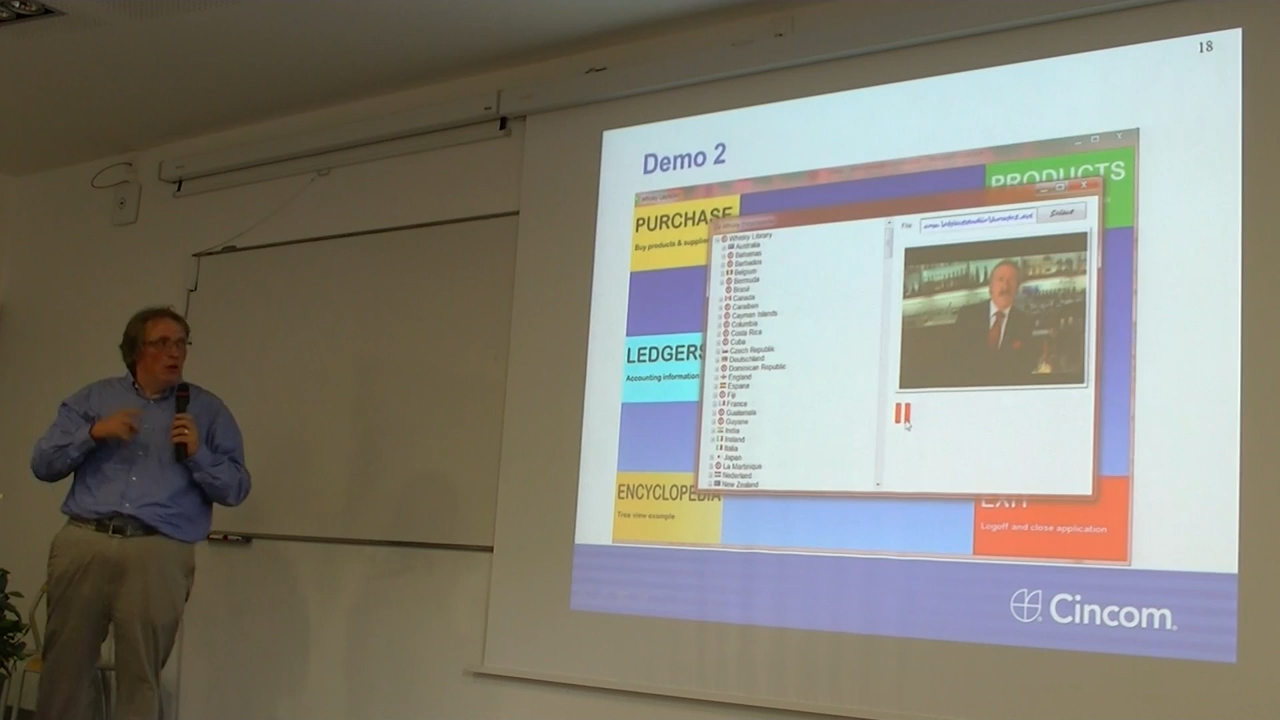 18
Demo 2
PRODUCTS
PURCHASE
Buy products & supplie
Whisky Library
Australia
Bahamas
Barbados
Belgium
Bermuda
Brasil
Canada
Caraiben
Cayman Islands
Columbia
Costa Rica
Cuba
Czech Republik
Deutschland
Dominican Republic
England
Espana
Fiji
France
Guatemala
Guyana
India
Ireland
Italia
Japan
La Martinique
Nederland
New Zealand
File
Select
LEDGERS
Accounting information
ENCYCLOPEDIA
Tree view example
EXIT
Logoff and close application
Cincom